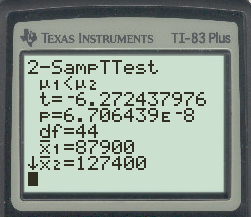 TEXAS INSTRUMENTS TI-83 Plus
2-SampTTest
μ1<μ2
t=-6.272437976
p=6.706439E-8
df=44
x̄1=87900
↓x̄2=127400